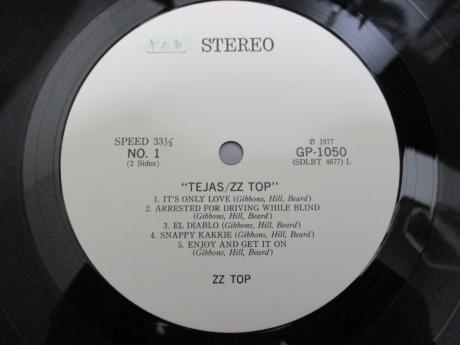 STEREO
SPEED 33⅓
NO. 1
(2 Sides)
℗ 1977
GP-1050
(SDLBT 4677) L
"TEJAS/ZZ TOP"
1. IT'S ONLY LOVE (Gibbons, Hill, Beard)
2. ARRESTED FOR DRIVING WHILE BLIND
(Gibbons, Hill, Beard)
3. EL DIABLO (Gibbons, Hill, Beard)
4. SNAPPY KAKKIE (Gibbons, Hill, Beard)
5. ENJOY AND GET IT ON
(Gibbons, Hill, Beard)
ZZ TOP